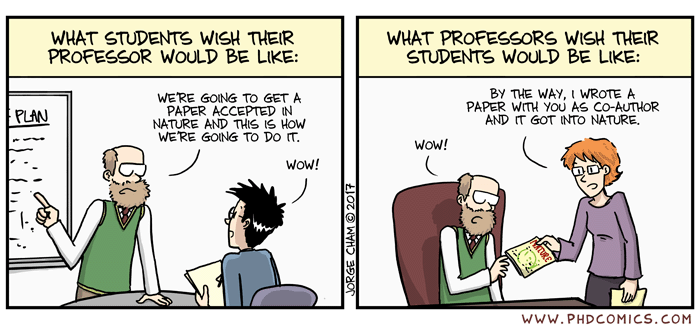 WHAT STUDENTS WISH THEIR
PROFESSOR WOULD BE LIKE:
PLAN
WE'RE GOING TO GET A
PAPER ACCEPTED IN
NATURE AND THIS IS HOW
WE'RE GOING TO DO IT.
WOW!
JORGE CHAM © 2017
WHAT PROFESSORS WISH THEIR
STUDENTS WOULD BE LIKE:
BY THE WAY, I WROTE A
PAPER WITH YOU AS CO-AUTHOR
AND IT GOT INTO NATURE.
WOW!
NATURE
WWW.PHDCOMICS.COM